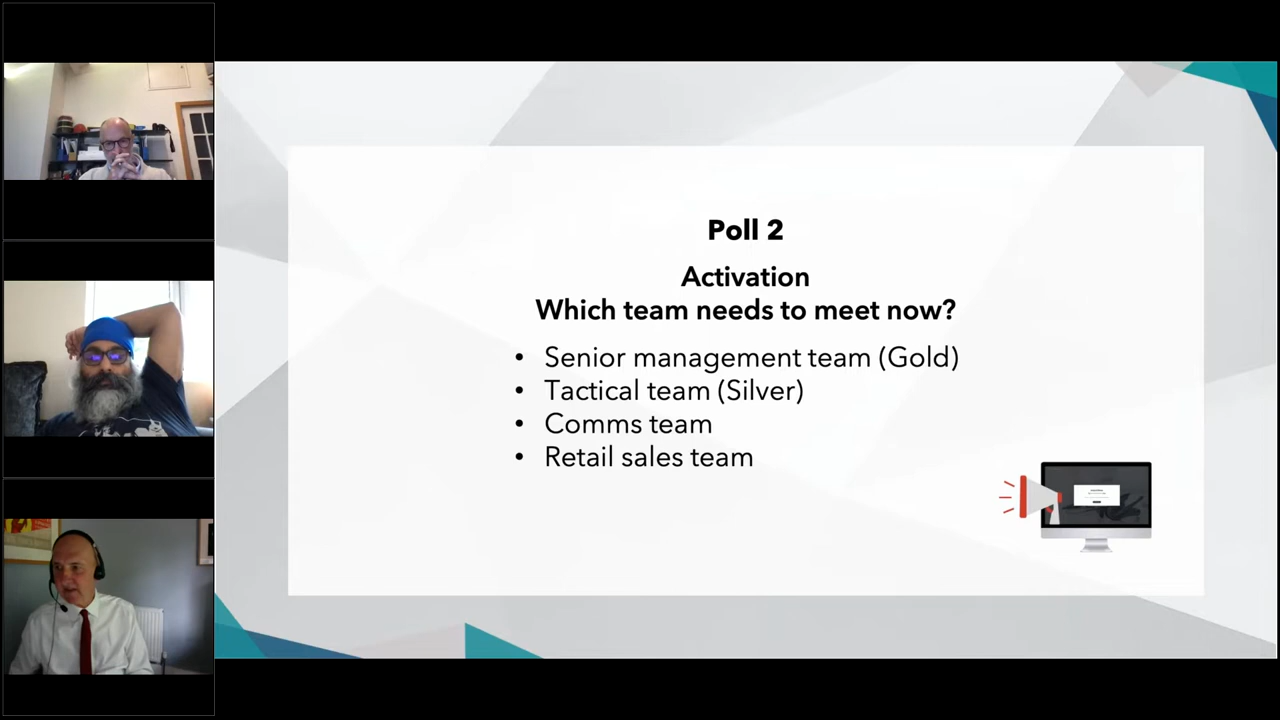 Poll 2
Activation
Which team needs to meet now?
• Senior management team (Gold)
• Tactical team (Silver)
• Comms team
• Retail sales team